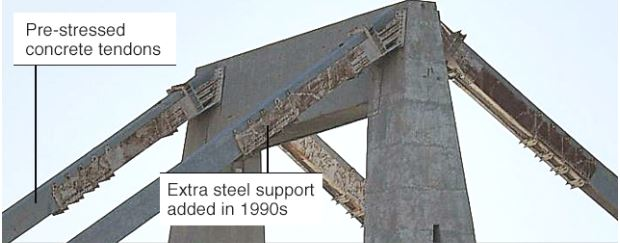 Pre-stressed
concrete tendons
Extra steel support
added in 1990s